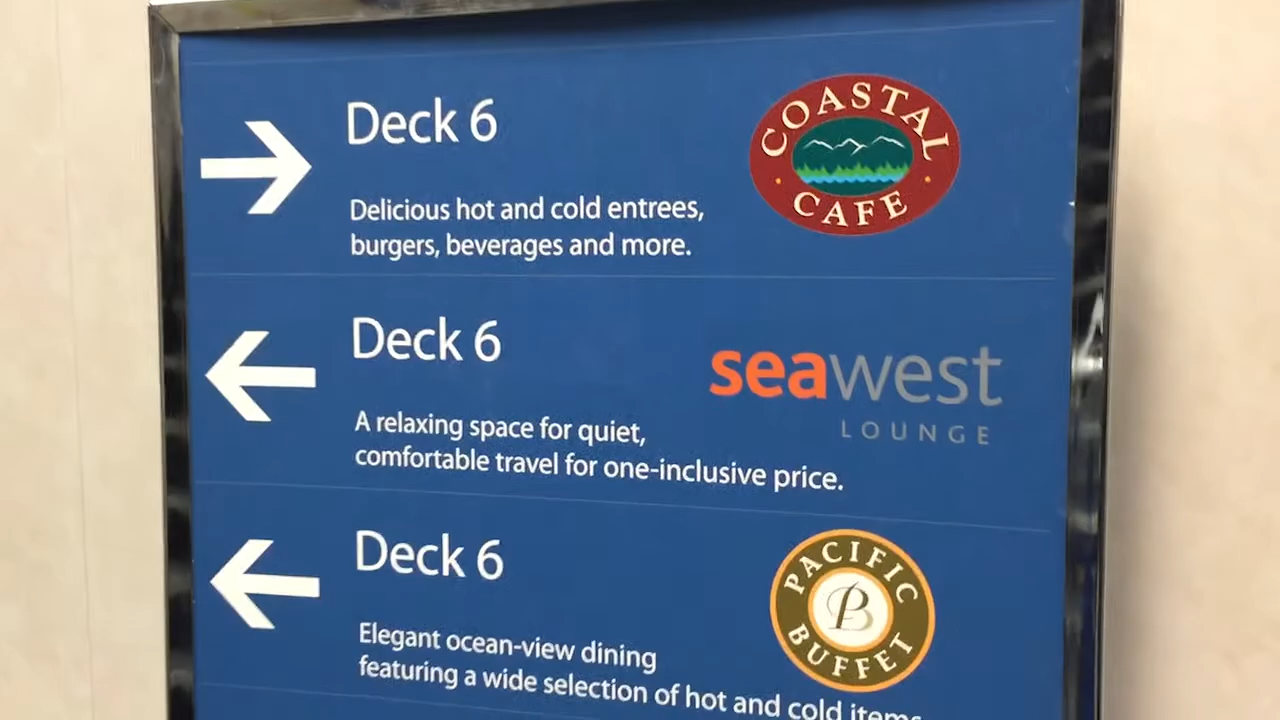 Deck 6
COASTAL
CAFE
Delicious hot and cold entrees,
burgers, beverages and more.
Deck 6
seawest
LOUNGE
A relaxing space for quiet,
comfortable travel for one-inclusive price.
Deck 6
PACIFIC
B
BUFFET
Elegant ocean-view dining
featuring a wide selection of hot and cold items